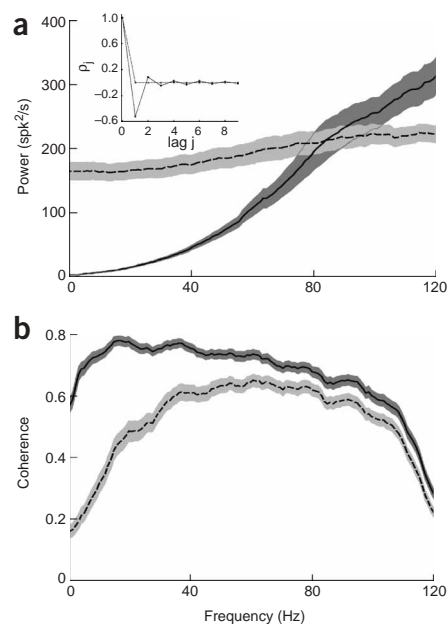 a
400
300
200
100
0
Power (spk²/s)
1.0
0.6
0.2
−0.2
−0.6
ρj
0 2 4 6 8
lag j
0 40 80 120
b
0.8
0.6
0.4
0.2
0
Coherence
0 40 80 120
Frequency (Hz)